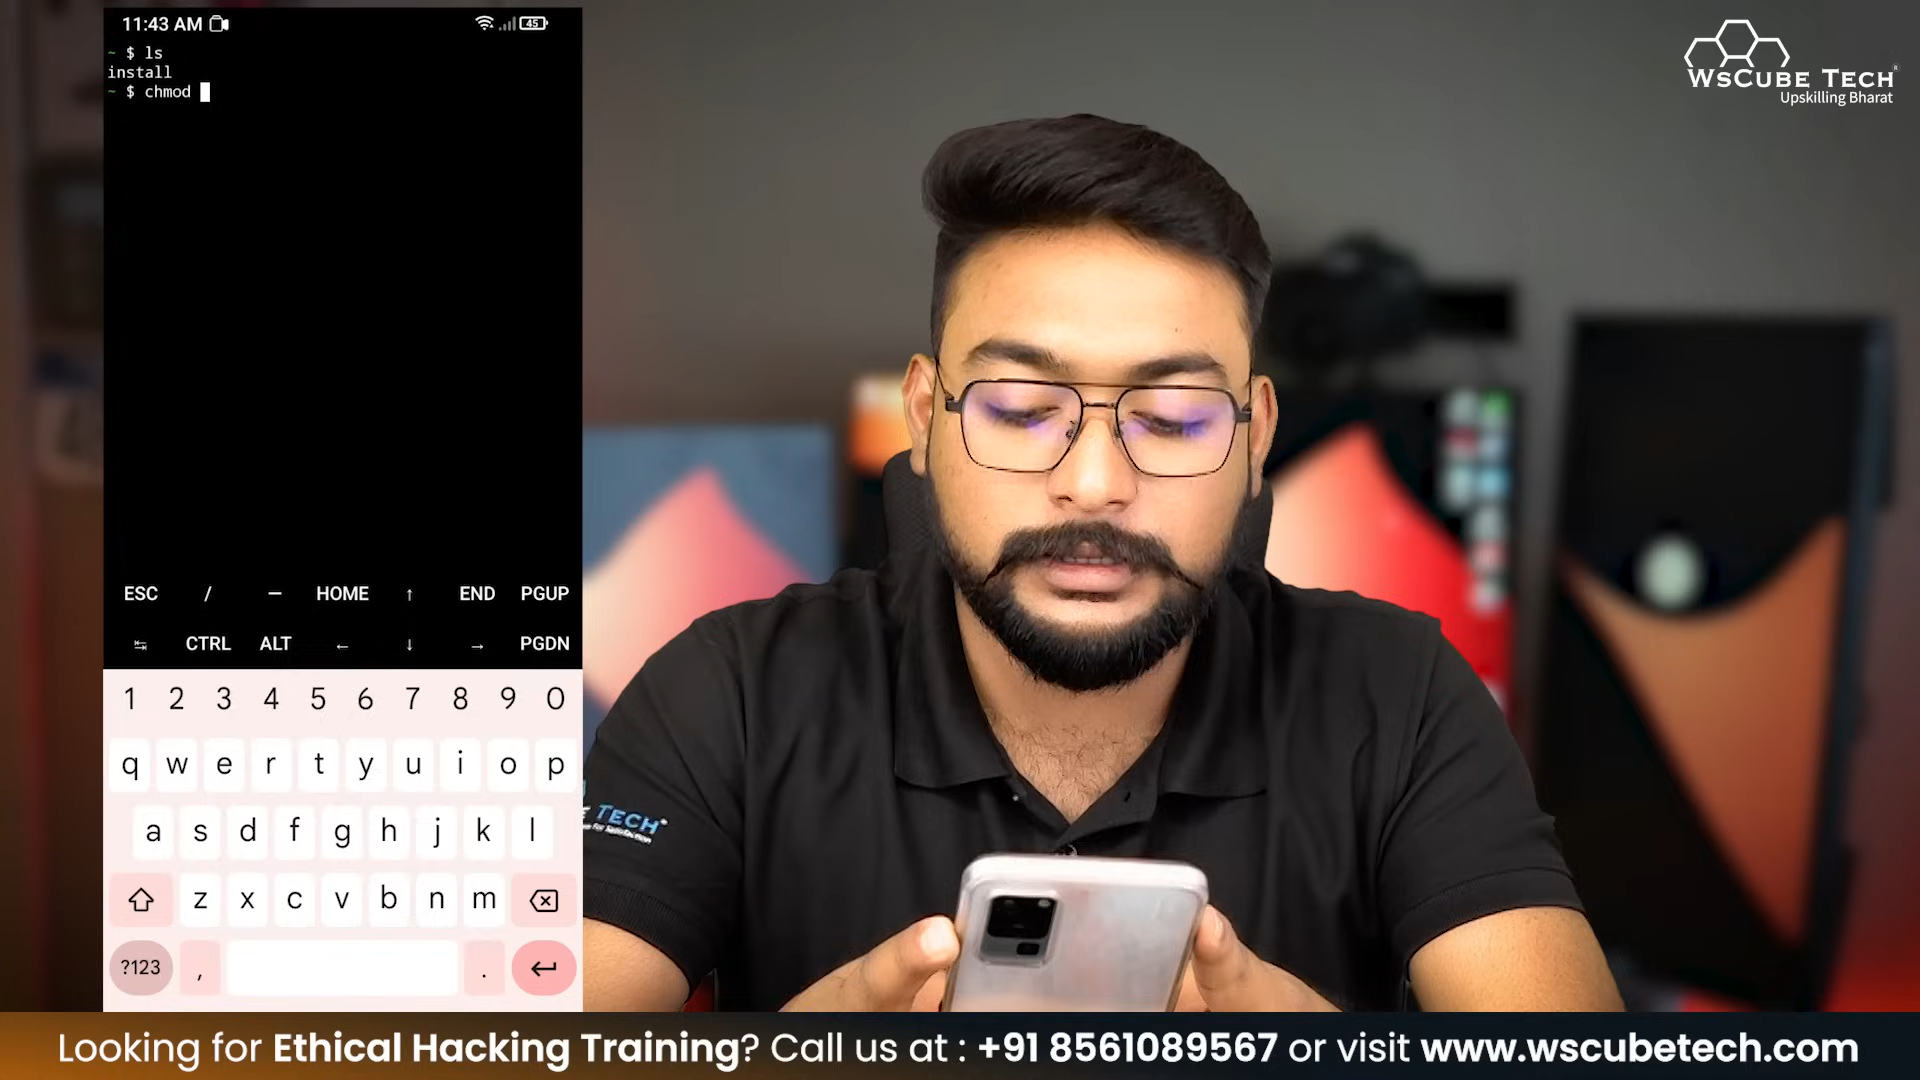 11:43 AM
45
~ $ ls
install
~ $ chmod
ESC / — HOME ↑ END PGUP
↹ CTRL ALT ← ↓ → PGDN
1 2 3 4 5 6 7 8 9 0
q w e r t y u i o p
a s d f g h j k l
z x c v b n m
?123 , .
WsCube Tech®
Upskilling Bharat
E TECH
Looking for Ethical Hacking Training? Call us at : +91 8561089567 or visit www.wscubetech.com